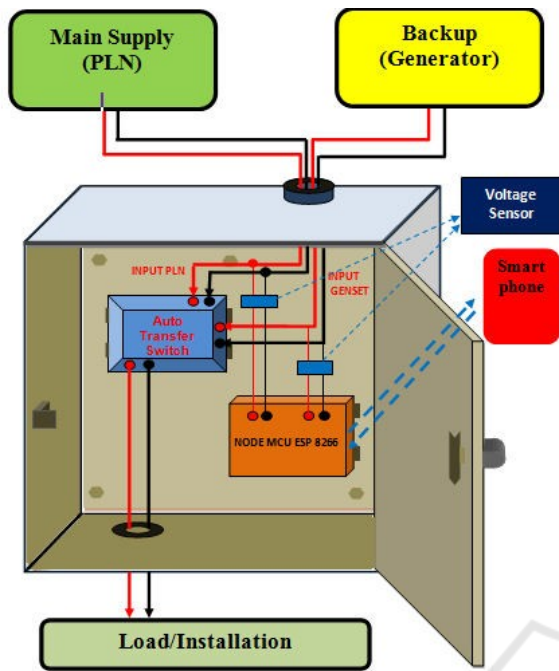 Main Supply
(PLN)
Backup
(Generator)
Voltage
Sensor
Smart
phone
INPUT PLN
INPUT
GENSET
Auto
Transfer
Switch
NODE MCU ESP 8266
Load/Installation